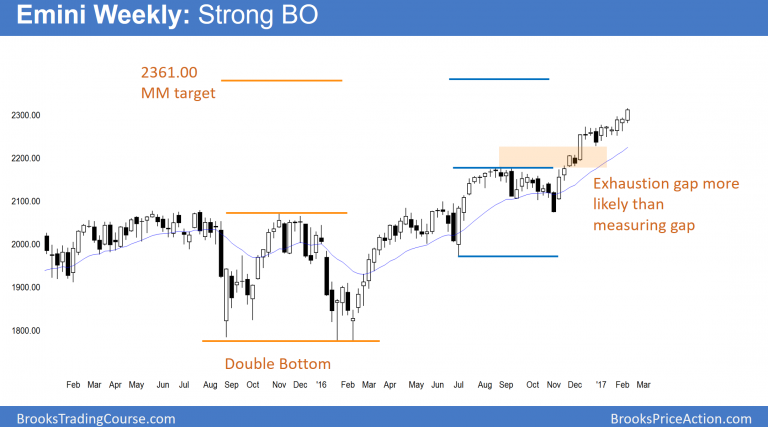 Emini Weekly: Strong BO
2361.00
MM target
2300.00
2200.00
2100.00
2000.00
1900.00
1800.00
Exhaustion gap more
likely than
measuring gap
Double Bottom
Feb Mar Apr May Jun Jul Aug Sep Oct Nov Dec '16 Feb Mar Apr May Jun Jul Aug Sep Oct Nov Dec '17 Feb Mar
BrooksTradingCourse.com BrooksPriceAction.com